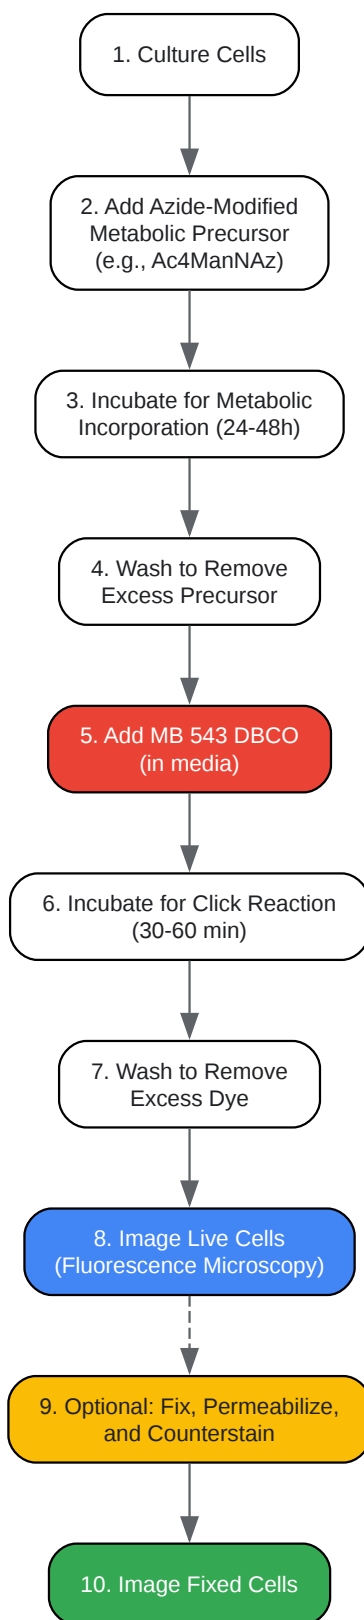 1. Culture Cells
2. Add Azide-Modified
Metabolic Precursor
(e.g., Ac4ManNAz)
3. Incubate for Metabolic
Incorporation (24-48h)
4. Wash to Remove
Excess Precursor
5. Add MB 543 DBCO
(in media)
6. Incubate for Click Reaction
(30-60 min)
7. Wash to Remove
Excess Dye
8. Image Live Cells
(Fluorescence Microscopy)
9. Optional: Fix, Permeabilize,
and Counterstain
10. Image Fixed Cells